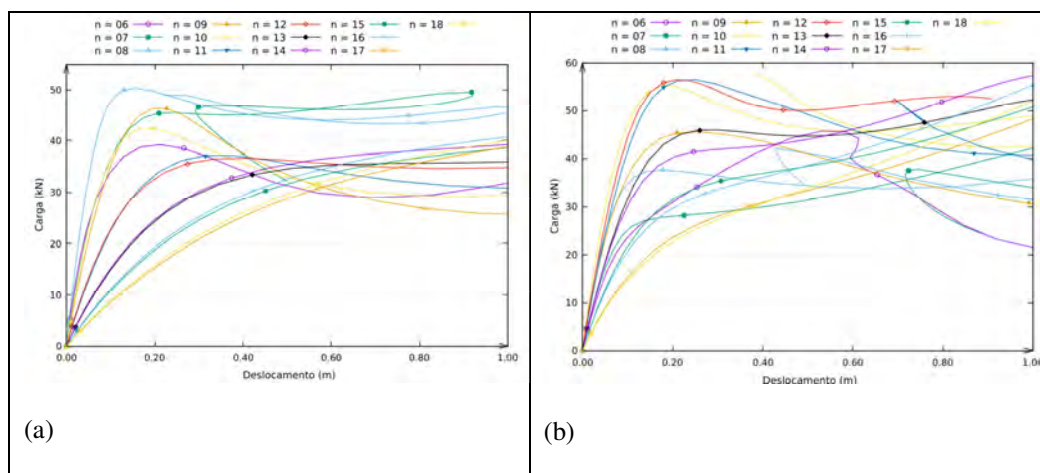 n = 06 n = 09 n = 12 n = 15 n = 18
n = 07 n = 10 n = 13 n = 16
n = 08 n = 11 n = 14 n = 17
50
40
30
20
10
0
Carga (kN)
0.00 0.20 0.40 0.60 0.80 1.00
Deslocamento (m)
(a)
n = 06 n = 09 n = 12 n = 15 n = 18
n = 07 n = 10 n = 13 n = 16
n = 08 n = 11 n = 14 n = 17
60
50
40
30
20
10
0
Carga (kN)
0.00 0.20 0.40 0.60 0.80 1.00
Deslocamento (m)
(b)